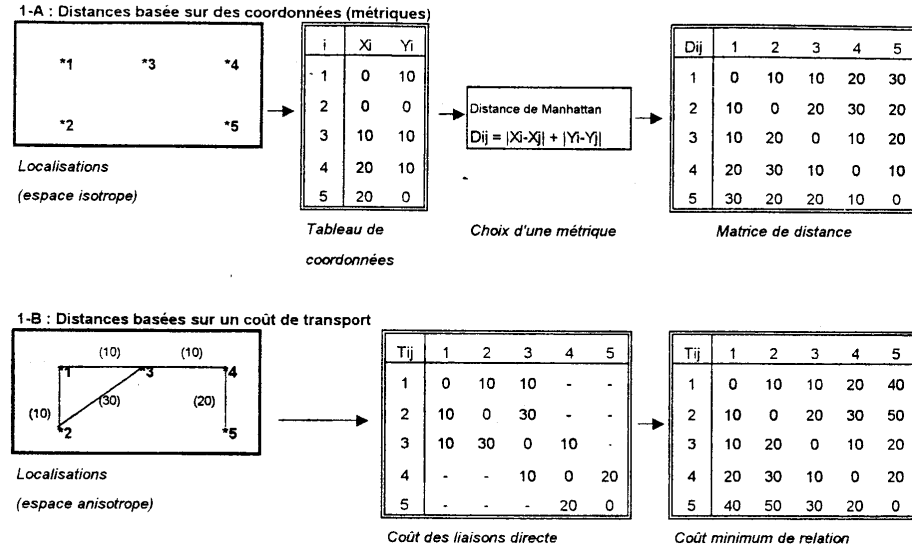 1-A : Distances basée sur des coordonnées (métriques)
*1 *3 *4
*2 *5
Localisations
(espace isotrope)
i Xi Yi
1 0 10
2 0 0
3 10 10
4 20 10
5 20 0
Tableau de
coordonnées
Distance de Manhattan
Dij = |Xi-Xj| + |Yi-Yj|
Choix d'une métrique
Dij 1 2 3 4 5
1 0 10 10 20 30
2 10 0 20 30 20
3 10 20 0 10 20
4 20 30 10 0 10
5 30 20 20 10 0
Matrice de distance
1-B : Distances basées sur un coût de transport
(10) (10)
*1 *3 *4
(10) (30) (20)
*2 *5
Localisations
(espace anisotrope)
Tij 1 2 3 4 5
1 0 10 10 - -
2 10 0 30 - -
3 10 30 0 10 -
4 - - 10 0 20
5 - - - 20 0
Coût des liaisons directe
Tij 1 2 3 4 5
1 0 10 10 20 40
2 10 0 20 30 50
3 10 20 0 10 20
4 20 30 10 0 20
5 40 50 30 20 0
Coût minimum de relation